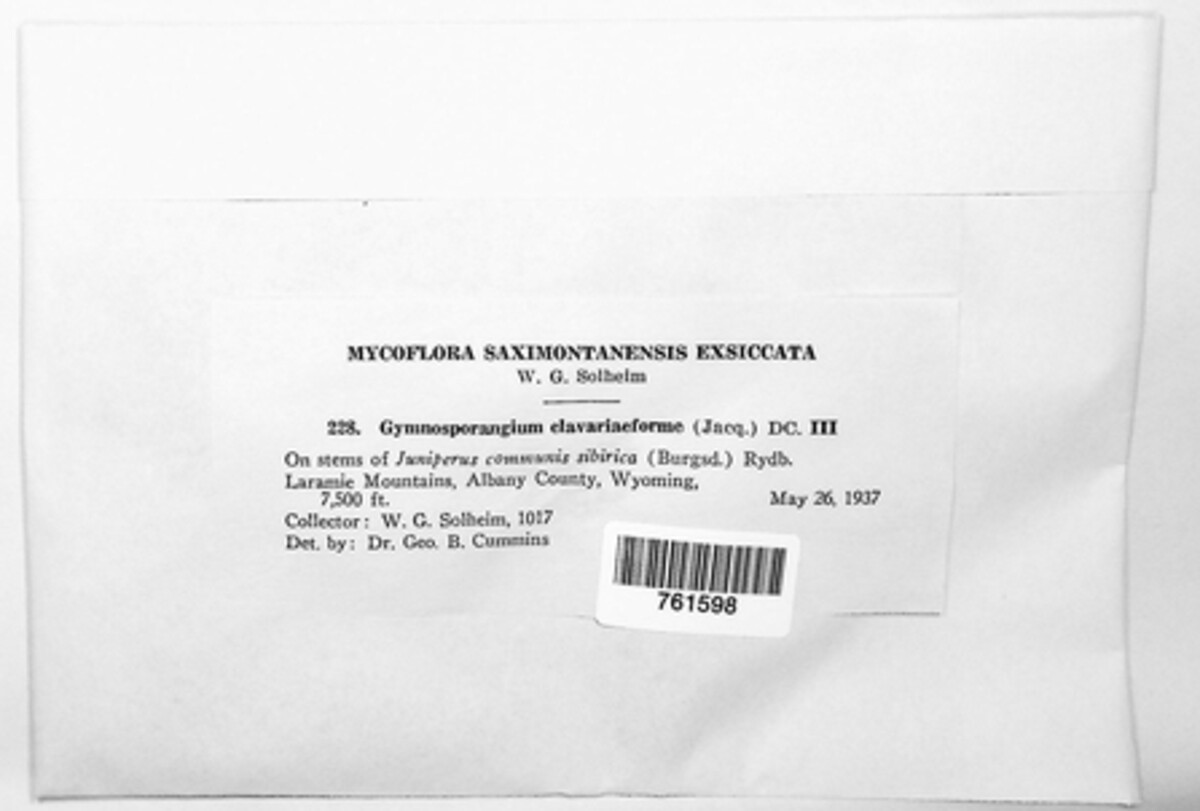 MYCOFLORA SAXIMONTANENSIS EXSICCATA
W. G. Solheim
228. Gymnosporangium clavariaeforme (Jacq.) DC. III
On stems of Juniperus communis sibirica (Burgsd.) Rydb.
Laramie Mountains, Albany County, Wyoming,
7,500 ft. May 26, 1937
Collector: W. G. Solheim, 1017
Det. by: Dr. Geo. B. Cummins
761598